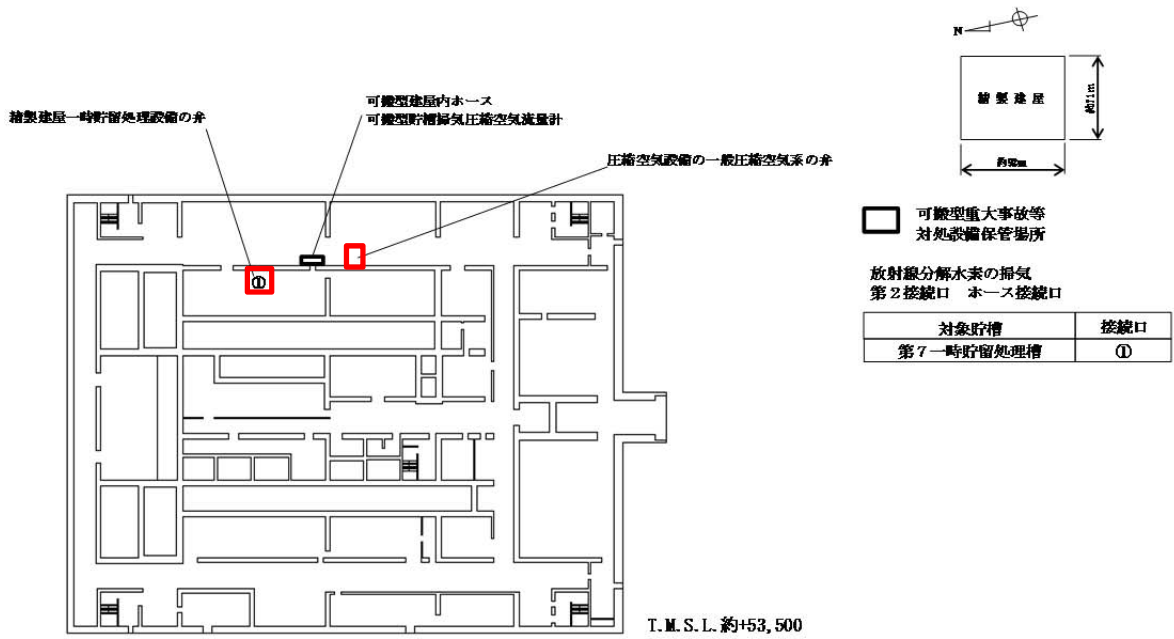 N
精製建屋
約71m
約92m
可搬型建屋内ホース
可搬型貯槽掃気圧縮空気流量計
精製建屋一時貯留処理設備の弁
圧縮空気設備の一般圧縮空気系の弁
①
可搬型重大事故等
対処設備保管場所
放射線分解水素の掃気
第2接続口 ホース接続口
対象貯槽 接続口
第7一時貯留処理槽 ①
T.M.S.L.約+53,500